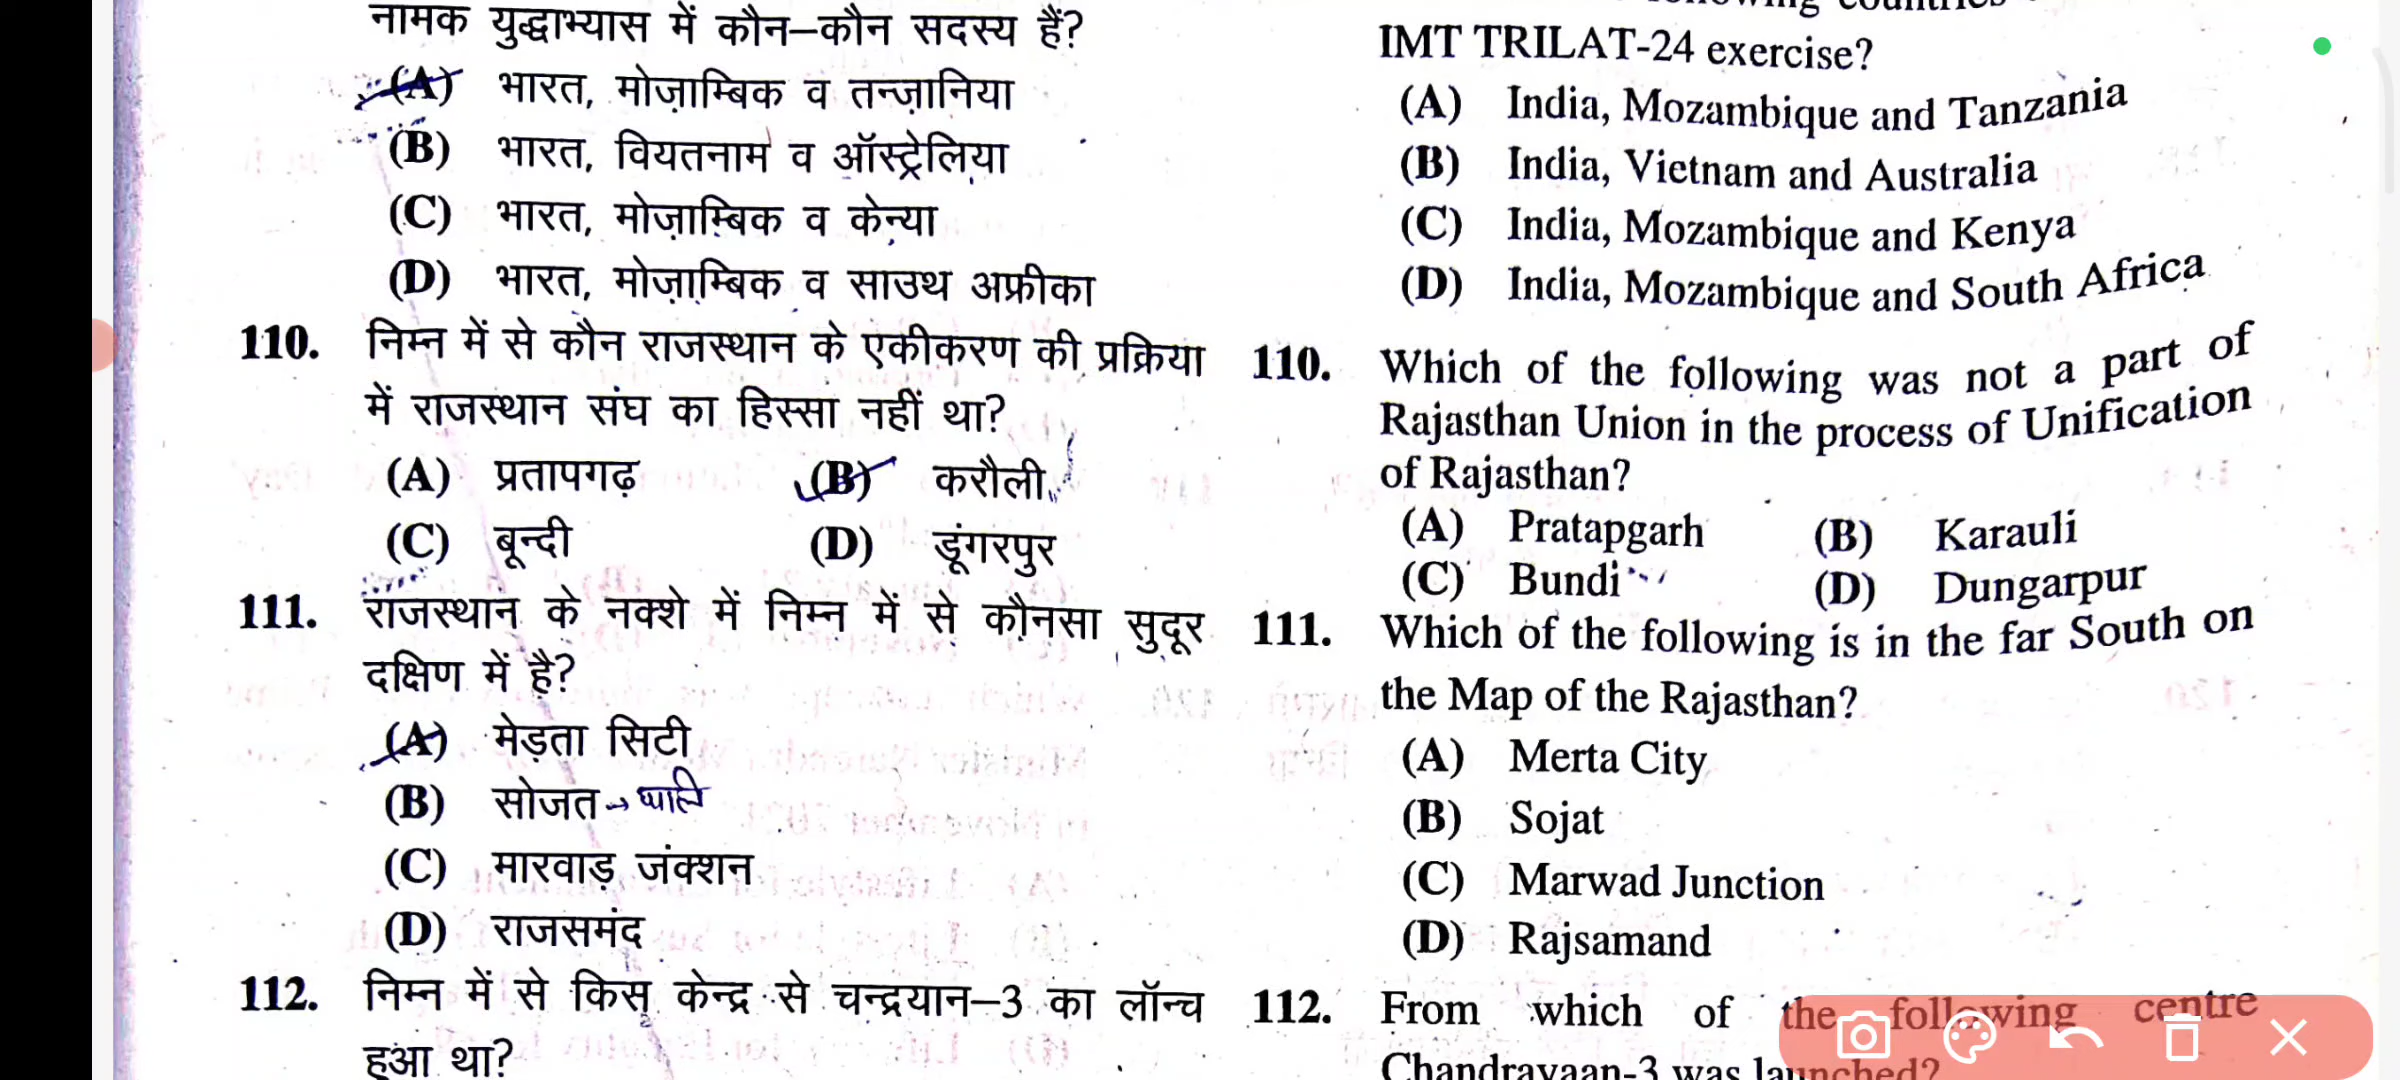 नामक युद्धाभ्यास में कौन–कौन सदस्य हैं?
(A) भारत, मोज़ाम्बिक व तन्ज़ानिया
(B) भारत, वियतनाम व ऑस्ट्रेलिया
(C) भारत, मोज़ाम्बिक व केन्या
(D) भारत, मोज़ाम्बिक व साउथ अफ्रीका
110. निम्न में से कौन राजस्थान के एकीकरण की प्रक्रिया
में राजस्थान संघ का हिस्सा नहीं था?
(A) प्रतापगढ़ (B) करौली
(C) बून्दी (D) डूंगरपुर
111. राजस्थान के नक्शे में निम्न में से कौनसा सुदूर
दक्षिण में है?
(A) मेड़ता सिटी
(B) सोजत → पाली
(C) मारवाड़ जंक्शन
(D) राजसमंद
112. निम्न में से किस केन्द्र से चन्द्रयान–3 का लॉन्च
हुआ था?
IMT TRILAT-24 exercise?
(A) India, Mozambique and Tanzania
(B) India, Vietnam and Australia
(C) India, Mozambique and Kenya
(D) India, Mozambique and South Africa
110. Which of the following was not a part of
Rajasthan Union in the process of Unification
of Rajasthan?
(A) Pratapgarh (B) Karauli
(C) Bundi (D) Dungarpur
111. Which of the following is in the far South on
the Map of the Rajasthan?
(A) Merta City
(B) Sojat
(C) Marwad Junction
(D) Rajsamand
112. From which of the following centre
Chandrayaan-3 was launched?